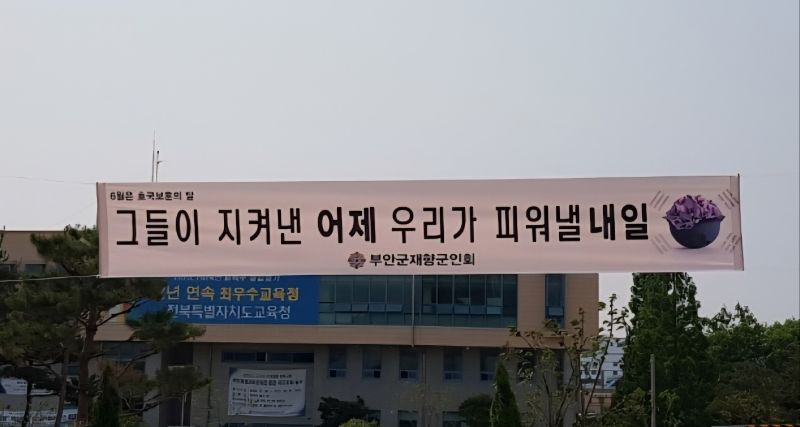 6월은 호국보훈의 달
그들이 지켜낸 어제 우리가 피워낼 내일
부안군재향군인회
년 연속 최우수교육청
전북특별자치도교육청